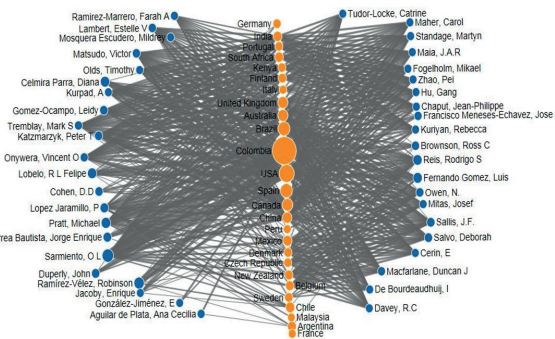 Ramirez-Marrero, Farah A
Lambert, Estelle V
Mosquera Escudero, Mildrey
Matsudo, Victor
Olds, Timothy
Celmira Parra, Diana
Kurpad, A
Gomez-Ocampo, Leidy
Tremblay, Mark S
Katzmarzyk, Peter T
Onywera, Vincent O
Lobelo, R L Felipe
Cohen, D.D
Lopez Jaramillo, P
Pratt, Michael
rrea Bautista, Jorge Enrique
Sarmiento, O L
Duperly, John
Ramírez-Vélez, Robinson
Jacoby, Enrique
González-Jiménez, E
Aguilar de Plata, Ana Cecilia
Germany
India
Portugal
South Africa
Kenya
Finland
Italy
United Kingdom
Australia
Brazil
Colombia
USA
Spain
Canada
China
Peru
Mexico
Denmark
Czech Republic
New Zealand
Belgium
Sweden
Chile
Malaysia
Argentina
France
Tudor-Locke, Catrine
Maher, Carol
Standage, Martyn
Maia, J.A.R
Fogelholm, Mikael
Zhao, Pei
Hu, Gang
Chaput, Jean-Philippe
Francisco Meneses-Echavez, Jose
Kuriyan, Rebecca
Brownson, Ross C
Reis, Rodrigo S
Fernando Gomez, Luis
Owen, N.
Mitas, Josef
Sallis, J.F.
Salvo, Deborah
Cerin, E
Macfarlane, Duncan J
De Bourdeaudhuij, I
Davey, R.C